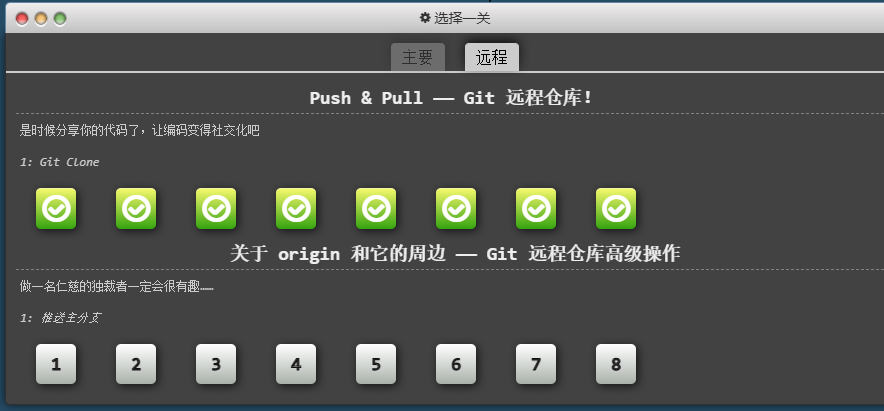 选择一关
主要 远程
Push & Pull —— Git 远程仓库!
是时候分享你的代码了，让编码变得社交化吧
1: Git Clone
关于 origin 和它的周边 —— Git 远程仓库高级操作
做一名仁慈的独裁者一定会很有趣……
1: 推送主分支
1 2 3 4 5 6 7 8